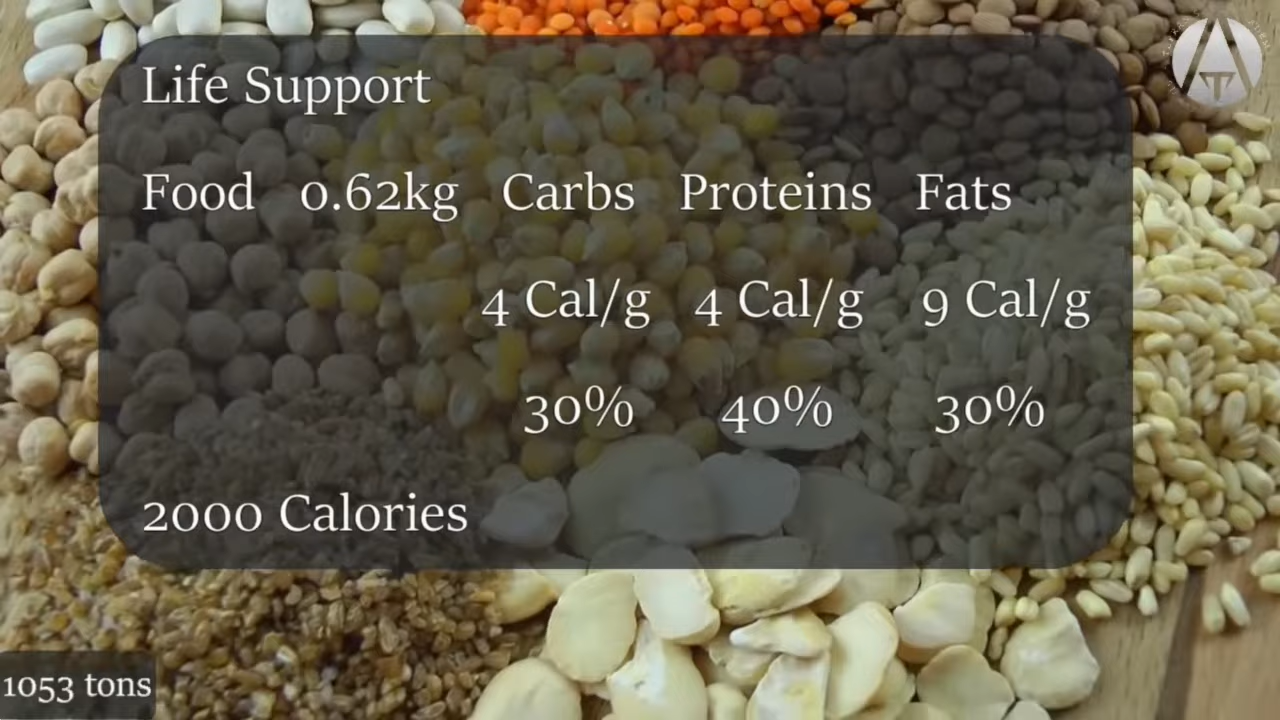 Life Support
Food 0.62kg Carbs Proteins Fats
4 Cal/g 4 Cal/g 9 Cal/g
30% 40% 30%
2000 Calories
1053 tons